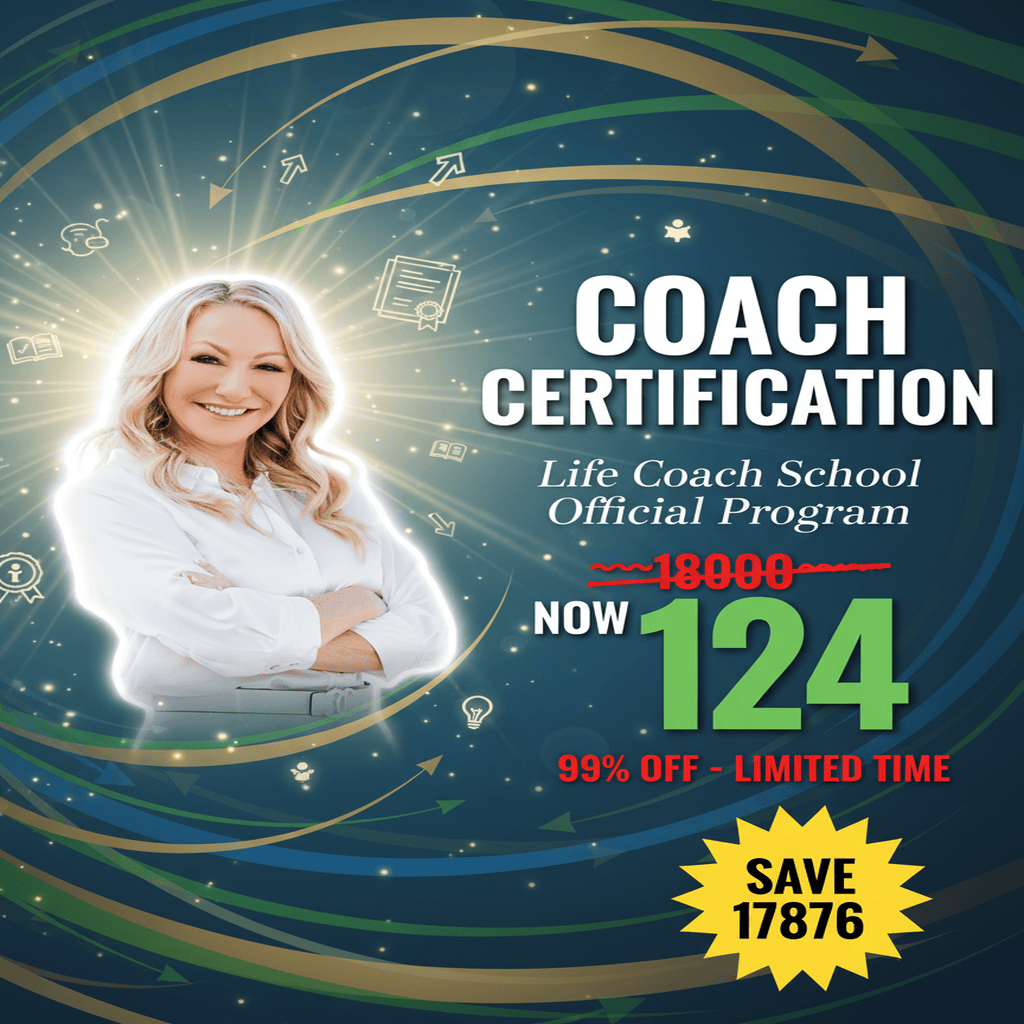 COACH
CERTIFICATION
Life Coach School
Official Program
18000
NOW 124
99% OFF - LIMITED TIME
SAVE
17876